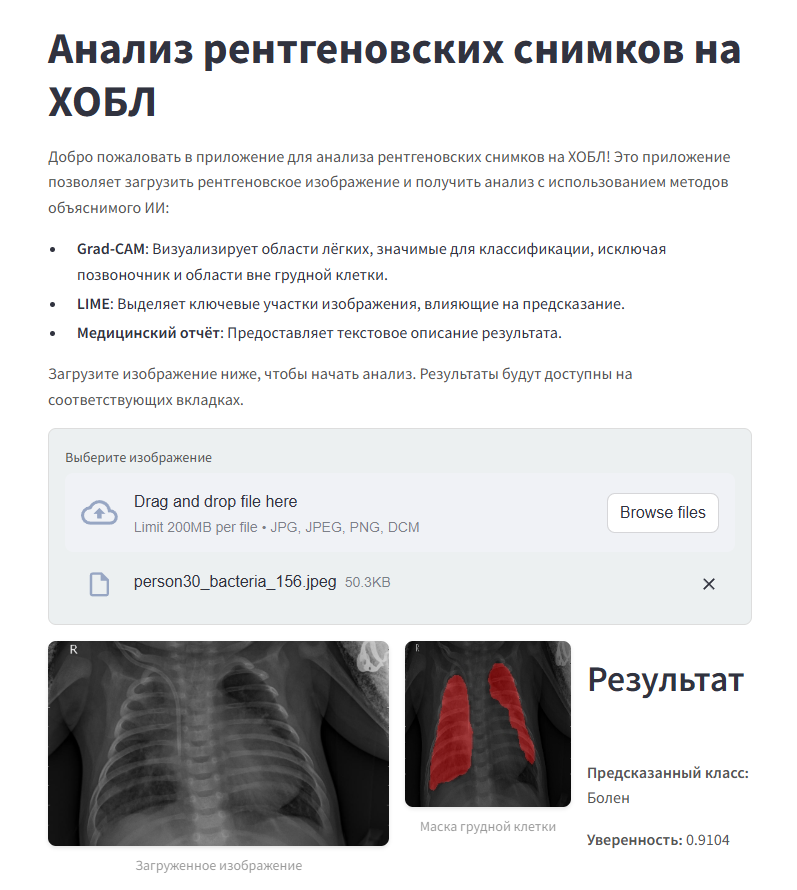 Анализ рентгеновских снимков на
ХОБЛ
Добро пожаловать в приложение для анализа рентгеновских снимков на ХОБЛ! Это приложение
позволяет загрузить рентгеновское изображение и получить анализ с использованием методов
объяснимого ИИ:
• Grad-CAM: Визуализирует области лёгких, значимые для классификации, исключая
позвоночник и области вне грудной клетки.
• LIME: Выделяет ключевые участки изображения, влияющие на предсказание.
• Медицинский отчёт: Предоставляет текстовое описание результата.
Загрузите изображение ниже, чтобы начать анализ. Результаты будут доступны на
соответствующих вкладках.
Выберите изображение
Drag and drop file here
Limit 200MB per file • JPG, JPEG, PNG, DCM
Browse files
person30_bacteria_156.jpeg 50.3KB
R
Загруженное изображение
R
Маска грудной клетки
Результат
Предсказанный класс:
Болен
Уверенность: 0.9104